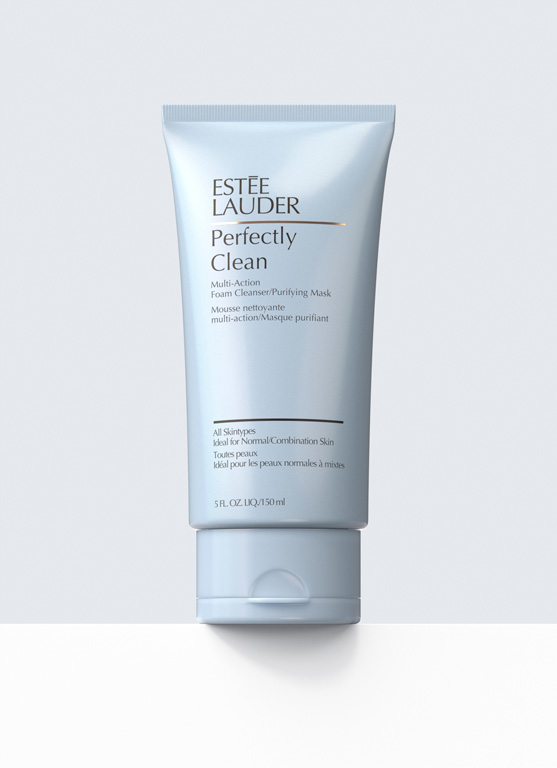 ESTĒE
LAUDER
Perfectly
Clean
Multi-Action
Foam Cleanser/Purifying Mask
Mousse nettoyante
multi-action/Masque purifiant
All Skintypes
Ideal for Normal/Combination Skin
Toutes peaux
Idéal pour les peaux normales à mixtes
5 FL. OZ. LIQ./150 ml